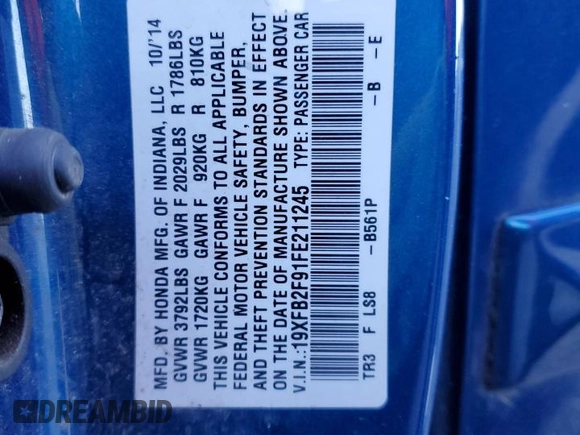 MFD. BY HONDA MFG. OF INDIANA, LLC 10/'14
GVWR 3792LBS GAWR F 2029LBS R 1786LBS
GVWR 1720KG GAWR F 920KG R 810KG
THIS VEHICLE CONFORMS TO ALL APPLICABLE
FEDERAL MOTOR VEHICLE SAFETY, BUMPER,
AND THEFT PREVENTION STANDARDS IN EFFECT
ON THE DATE OF MANUFACTURE SHOWN ABOVE.
V.I.N.:19XFB2F91FE211245 TYPE: PASSENGER CAR
TR3 F LS8 -B561P -B -E
DREAMBID